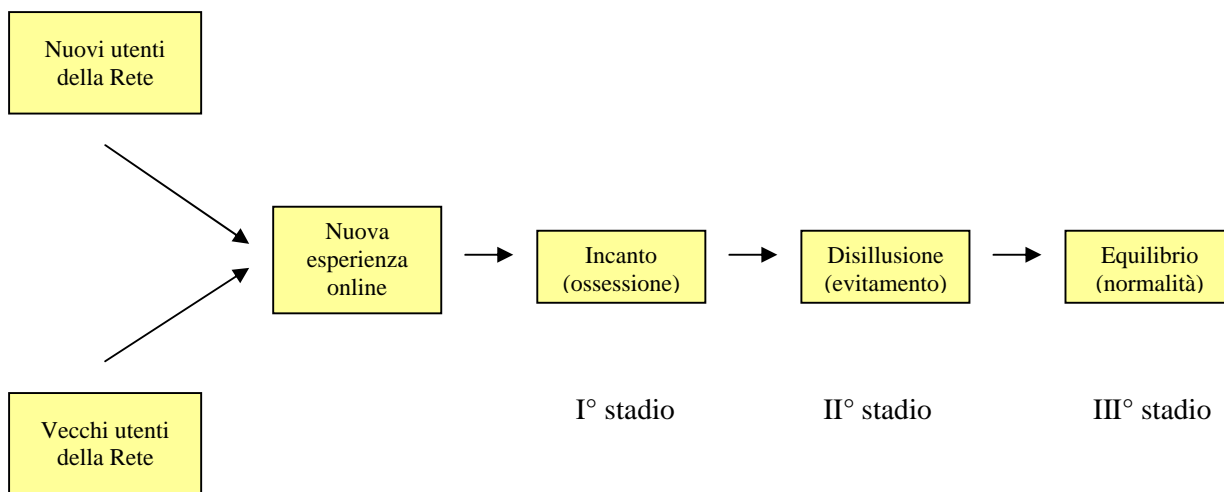 Nuovi utenti
della Rete
Nuova
esperienza
online
Incanto
(ossessione)
Disillusione
(evitamento)
Equilibrio
(normalità)
I° stadio
II° stadio
III° stadio
Vecchi utenti
della Rete